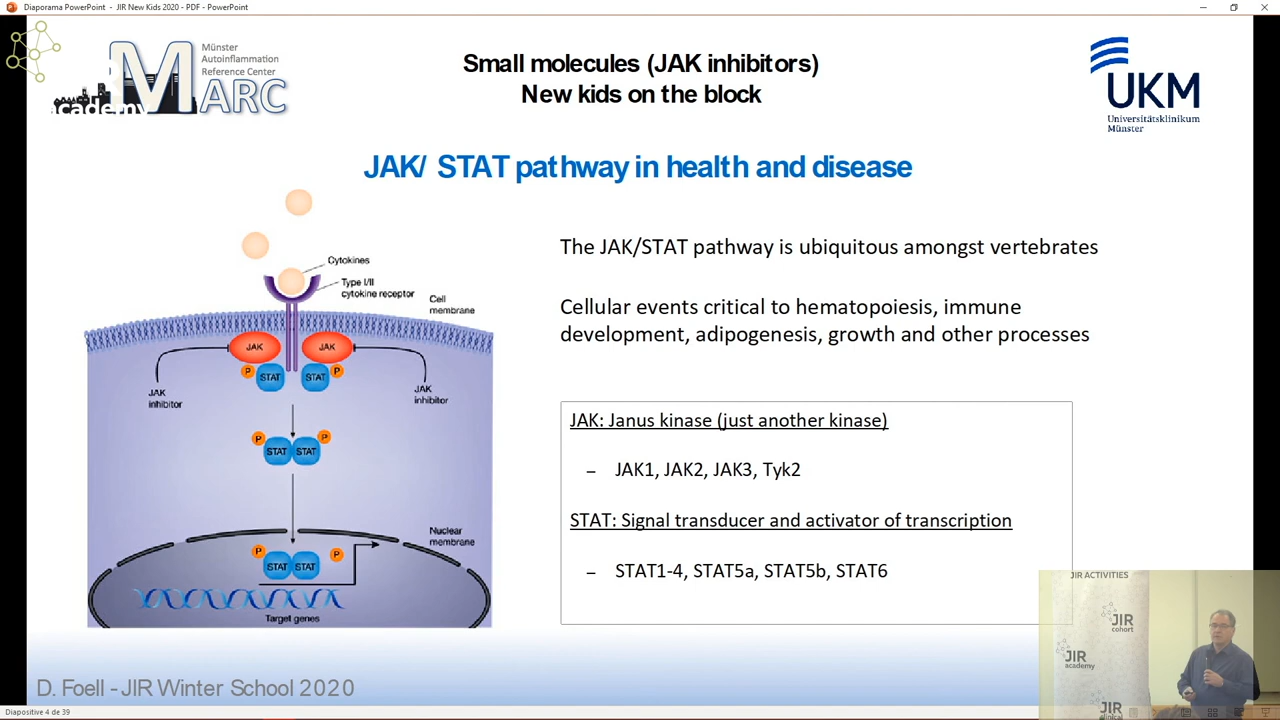 Diaporama PowerPoint - JIR New Kids 2020 - PDF - PowerPoint
Münster
Autoinflammation
Reference Center
MARC
academy
Small molecules (JAK inhibitors)
New kids on the block
UKM
Universitätsklinikum
Münster
JAK/ STAT pathway in health and disease
Cytokines
Type I/II
cytokine receptor
Cell
membrane
JAK
JAK
P
STAT
STAT
P
JAK
inhibitor
JAK
inhibitor
P
STAT
STAT
P
Nuclear
membrane
P
STAT
STAT
P
Target genes
The JAK/STAT pathway is ubiquitous amongst vertebrates
Cellular events critical to hematopoiesis, immune
development, adipogenesis, growth and other processes
JAK: Janus kinase (just another kinase)
– JAK1, JAK2, JAK3, Tyk2
STAT: Signal transducer and activator of transcription
– STAT1-4, STAT5a, STAT5b, STAT6
JIR ACTIVITIES
JIR
cohort
JIR
academy
JIR
clinical
D. Foell - JIR Winter School 2020
Diapositive 4 de 39